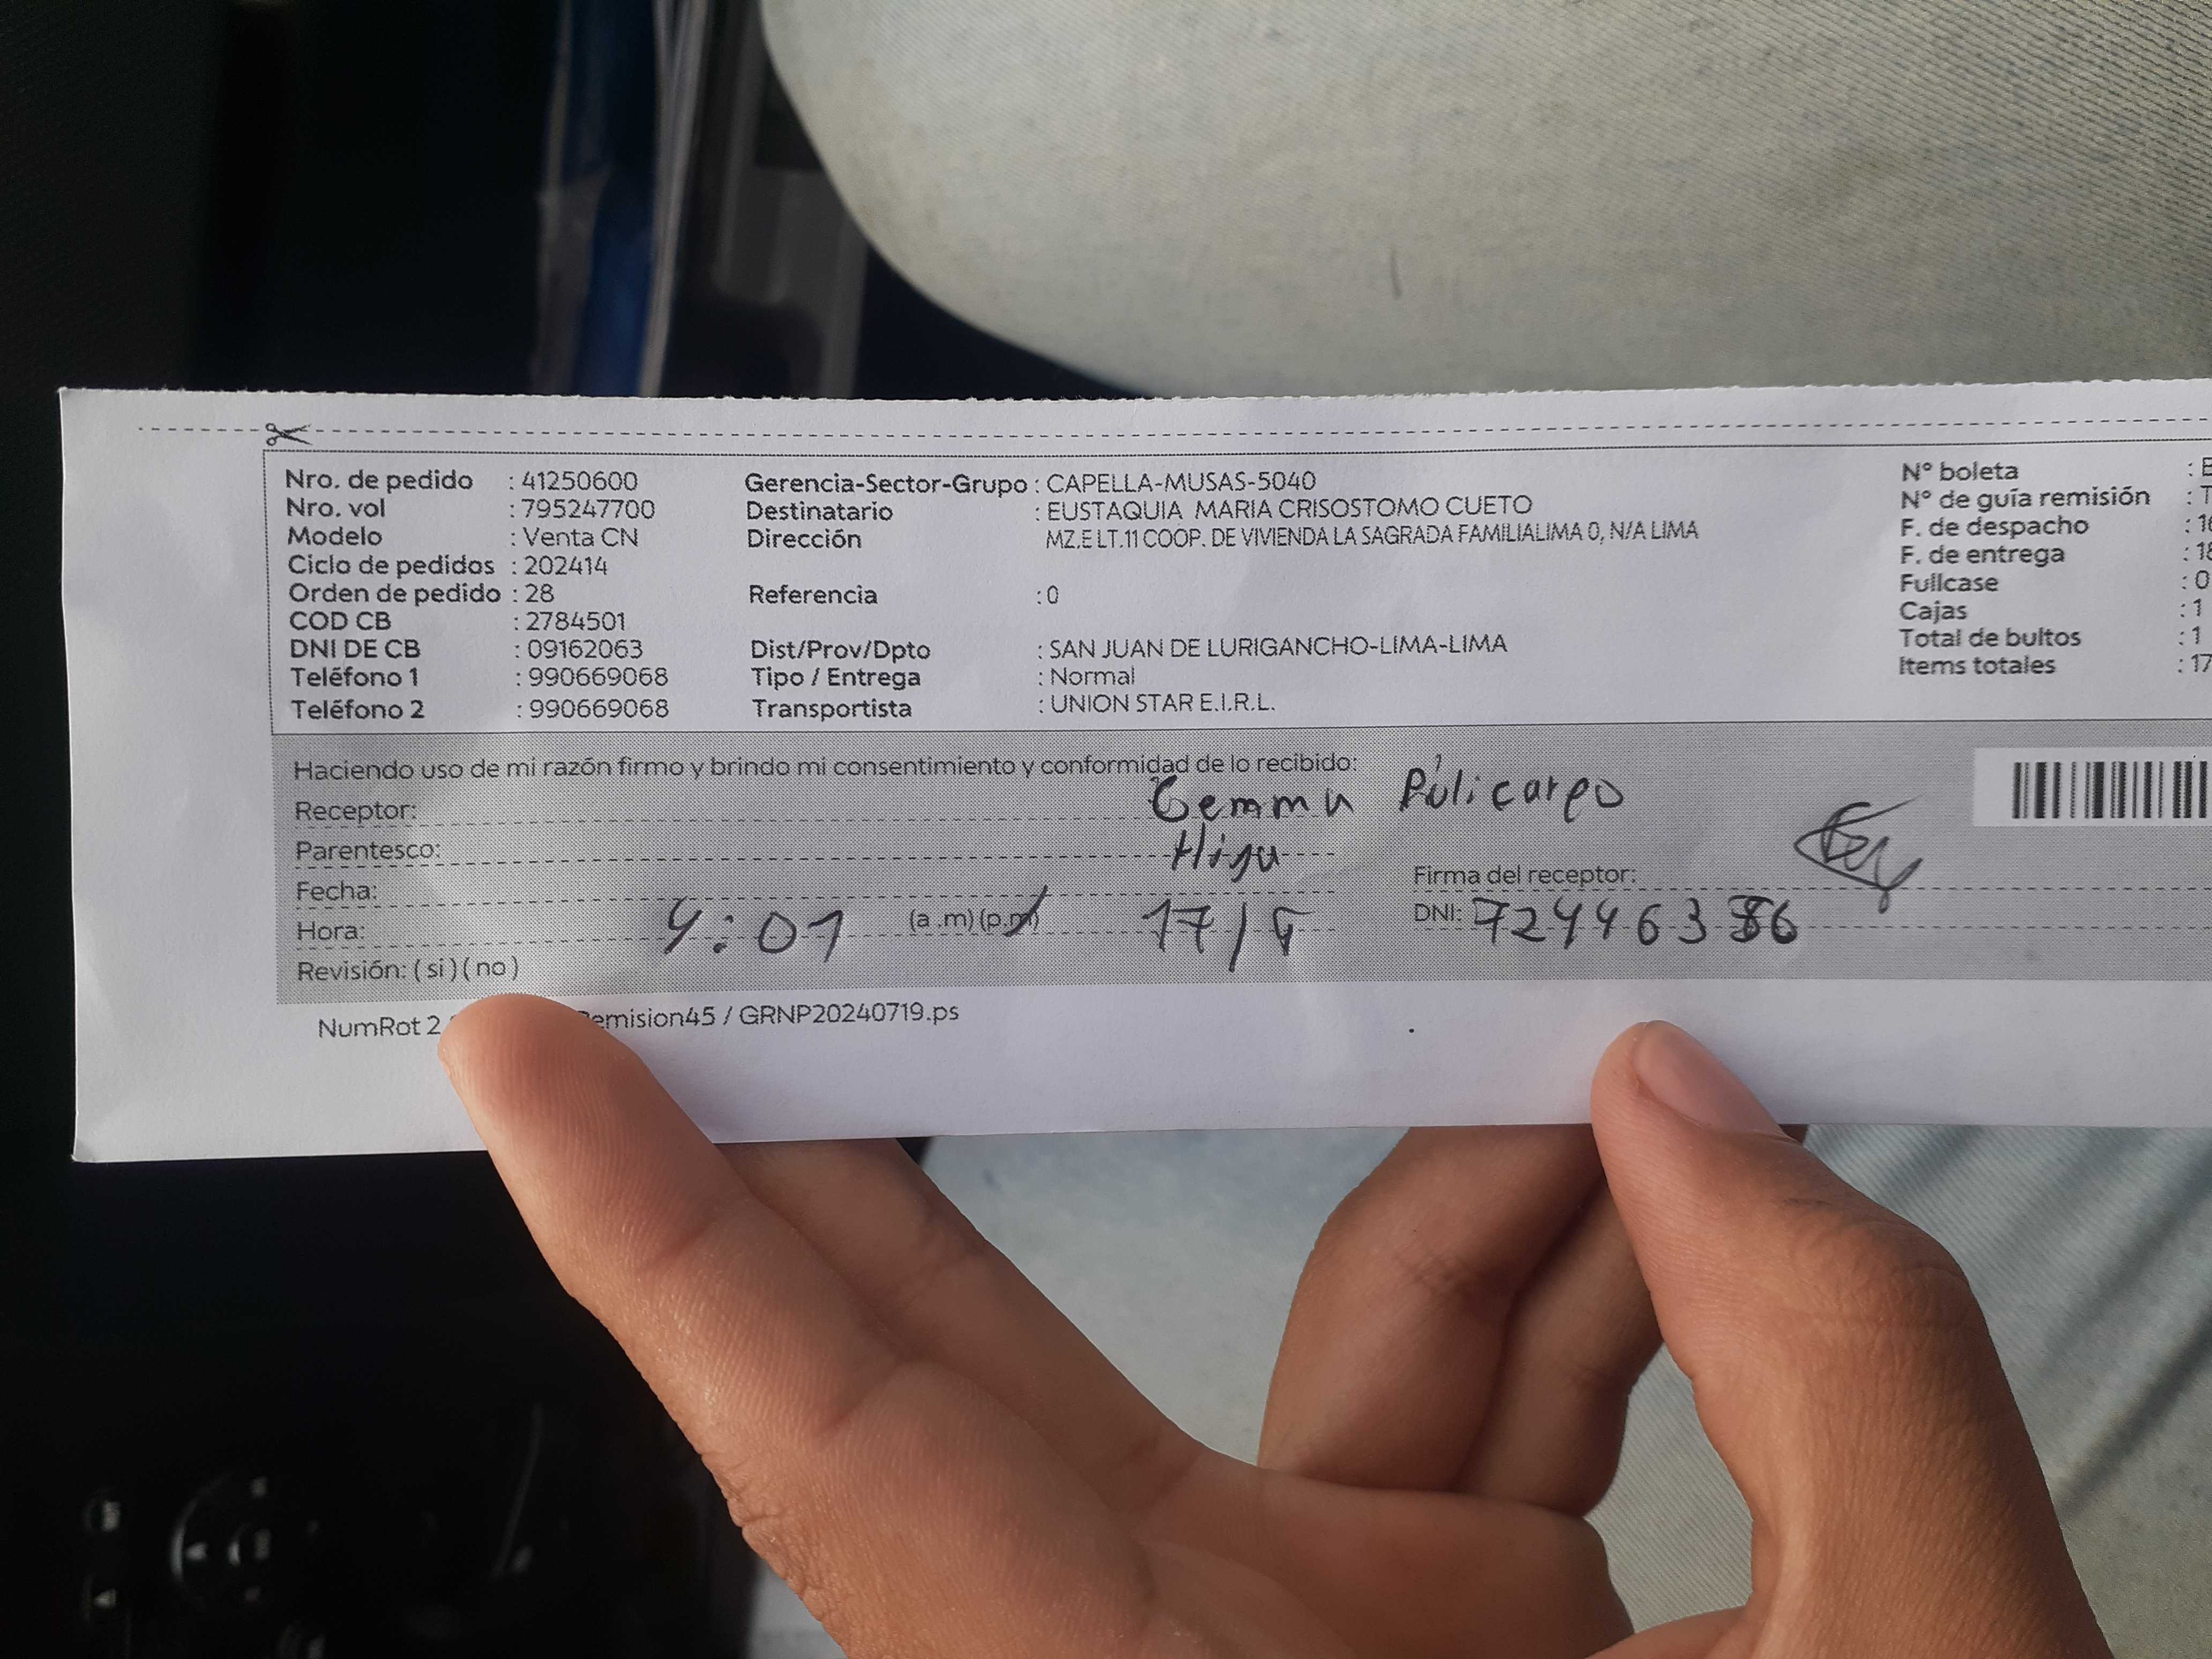 Nro. de pedido : 41250600
Nro. vol : 795247700
Modelo : Venta CN
Ciclo de pedidos : 202414
Orden de pedido : 28
COD CB : 2784501
DNI DE CB : 09162063
Teléfono 1 : 990669068
Teléfono 2 : 990669068
Gerencia-Sector-Grupo : CAPELLA-MUSAS-5040
Destinatario : EUSTAQUIA MARIA CRISOSTOMO CUETO
Dirección MZ.E LT.11 COOP. DE VIVIENDA LA SAGRADA FAMILIALIMA 0, N/A LIMA
Referencia : 0
Dist/Prov/Dpto : SAN JUAN DE LURIGANCHO-LIMA-LIMA
Tipo / Entrega : Normal
Transportista : UNION STAR E.I.R.L.
N° boleta :
N° de guía remisión :
F. de despacho :
F. de entrega :
Fullcase : 0
Cajas : 1
Total de bultos : 1
Items totales : 17
Haciendo uso de mi razón firmo y brindo mi consentimiento y conformidad de lo recibido:
Receptor: Gemma Policarpo
Parentesco: Hija
Fecha:
Hora: 4:01 (a.m)(p.m) 17/
Revisión: (si)(no)
Firma del receptor:
DNI:
NumRot 2
emision45 / GRNP20240719.ps